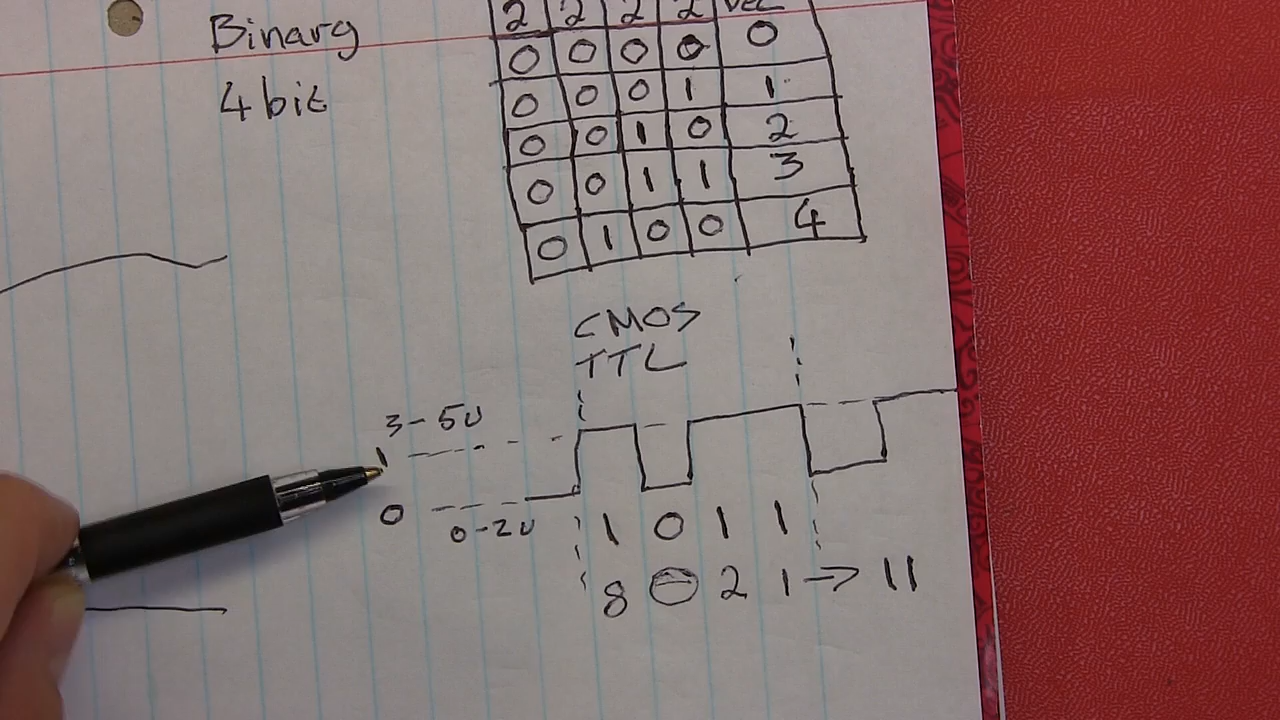 Binary
4 bit
2 2 2 2 Dec
0 0 0 0 0
0 0 0 1 1
0 0 1 0 2
0 0 1 1 3
0 1 0 0 4
CMOS
TTL
3-5v
1
0
0-2v
1 0 1 1
8 2 1 → 11